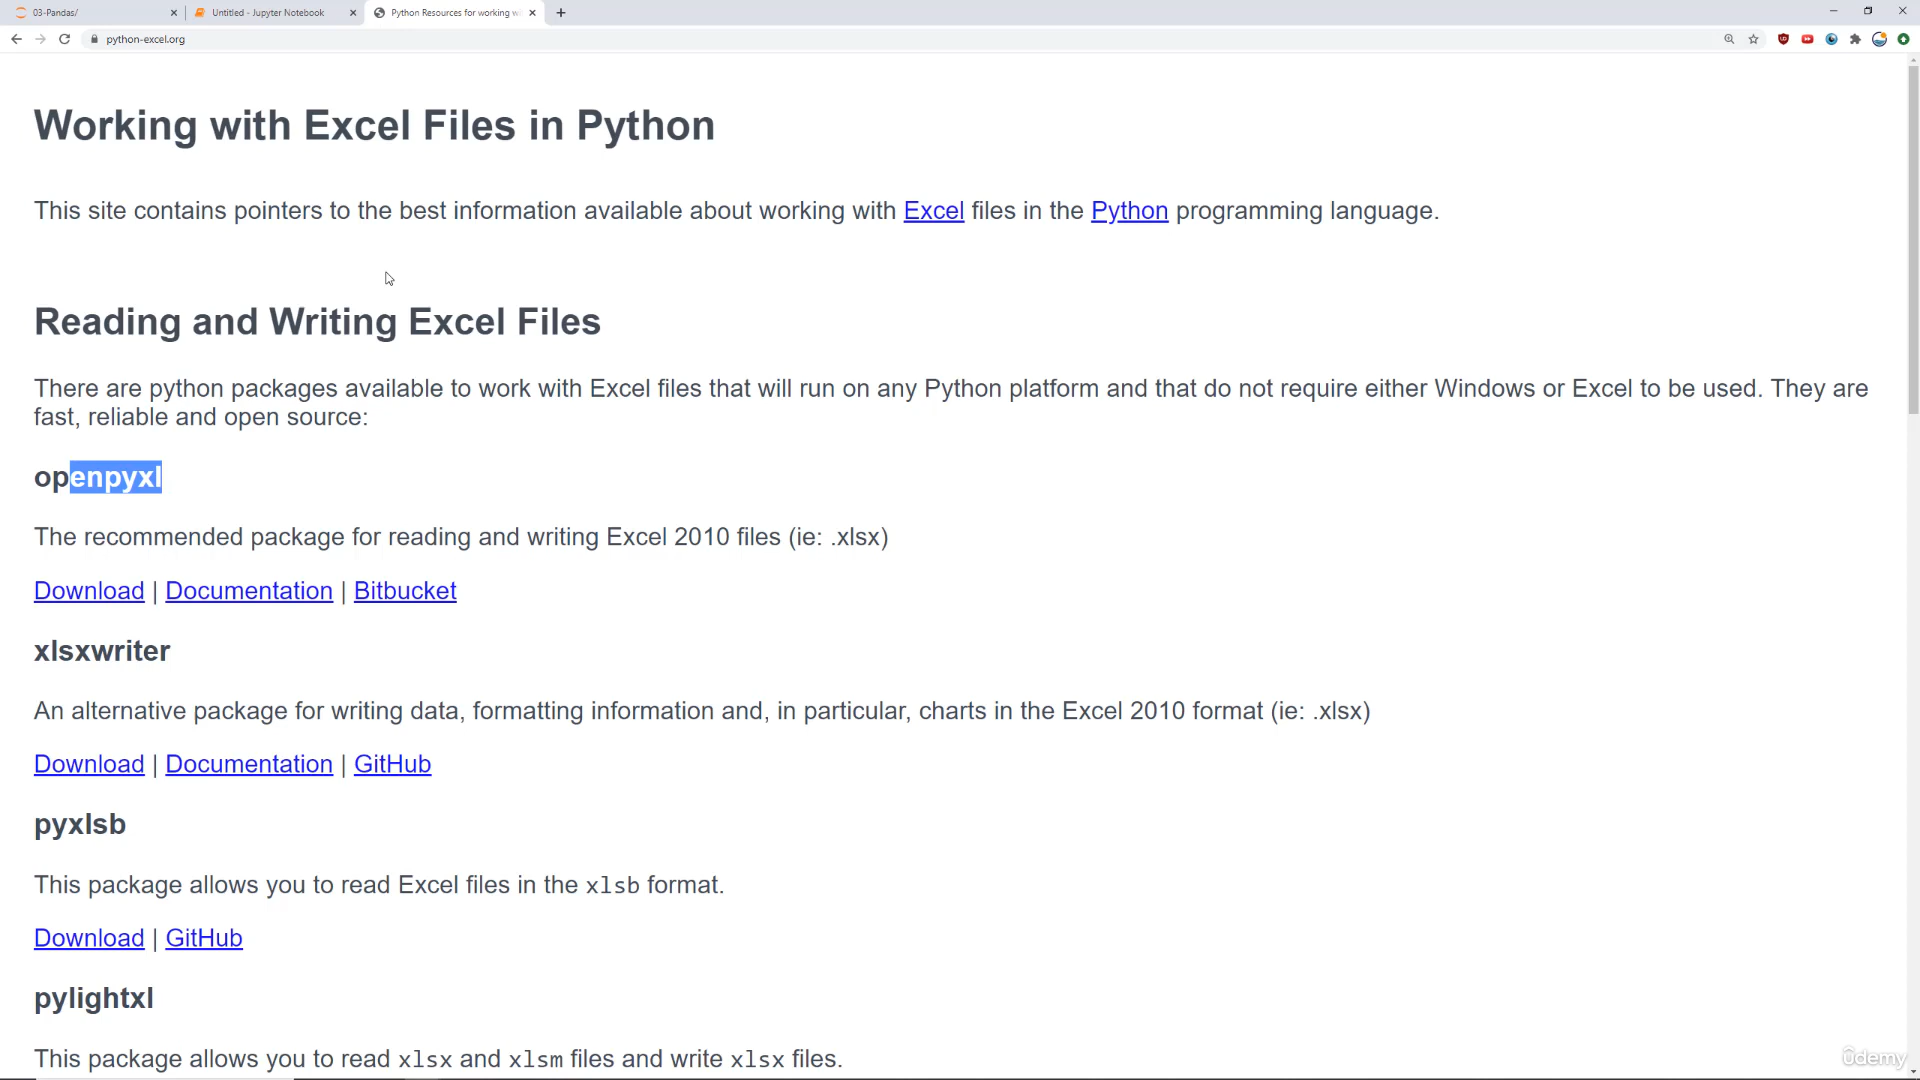 03-Pandas/
Untitled - Jupyter Notebook
Python Resources for working w
python-excel.org
Working with Excel Files in Python
This site contains pointers to the best information available about working with Excel files in the Python programming language.
Reading and Writing Excel Files
There are python packages available to work with Excel files that will run on any Python platform and that do not require either Windows or Excel to be used. They are
fast, reliable and open source:
openpyxl
The recommended package for reading and writing Excel 2010 files (ie: .xlsx)
Download | Documentation | Bitbucket
xlsxwriter
An alternative package for writing data, formatting information and, in particular, charts in the Excel 2010 format (ie: .xlsx)
Download | Documentation | GitHub
pyxlsb
This package allows you to read Excel files in the xlsb format.
Download | GitHub
pylightxl
This package allows you to read xlsx and xlsm files and write xlsx files.
ûdemy